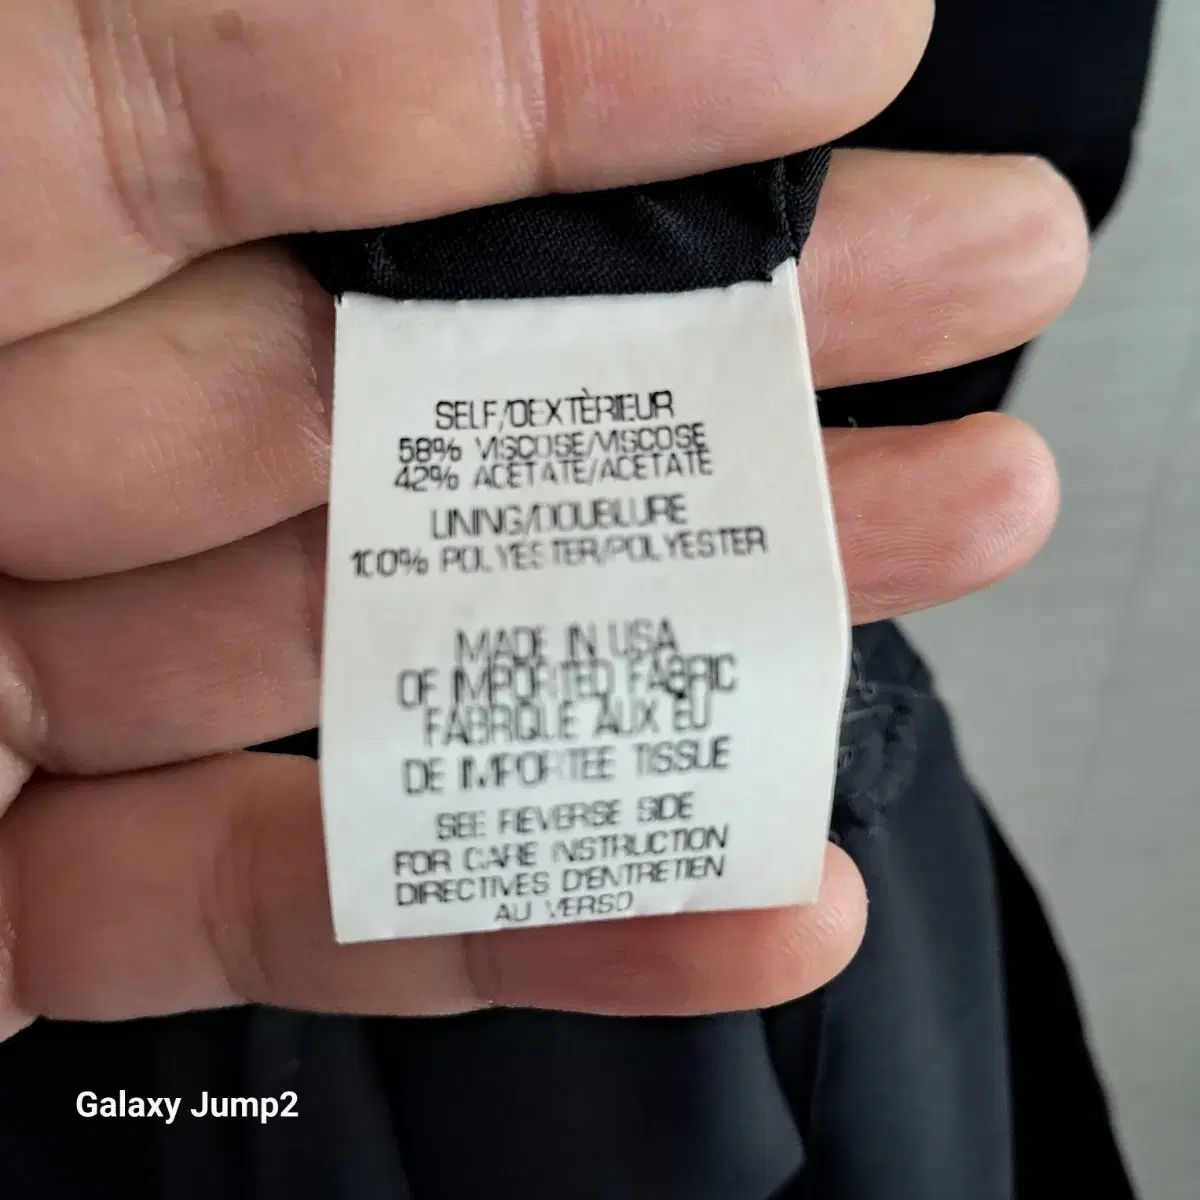 SELF/DEXTÈRIEUR
58% VISCOSE/VISCOSE
42% ACETATE/ACÉTATE
LINING/DOUBLURE
100% POLYESTER/POLYESTER
MADE IN USA
OF IMPORTED FABRIC
FABRIQUE AUX EU
DE IMPORTEE TISSUE
SEE REVERSE SIDE
FOR CARE INSTRUCTION
DIRECTIVES D'ENTRETIEN
AU VERSO
Galaxy Jump2